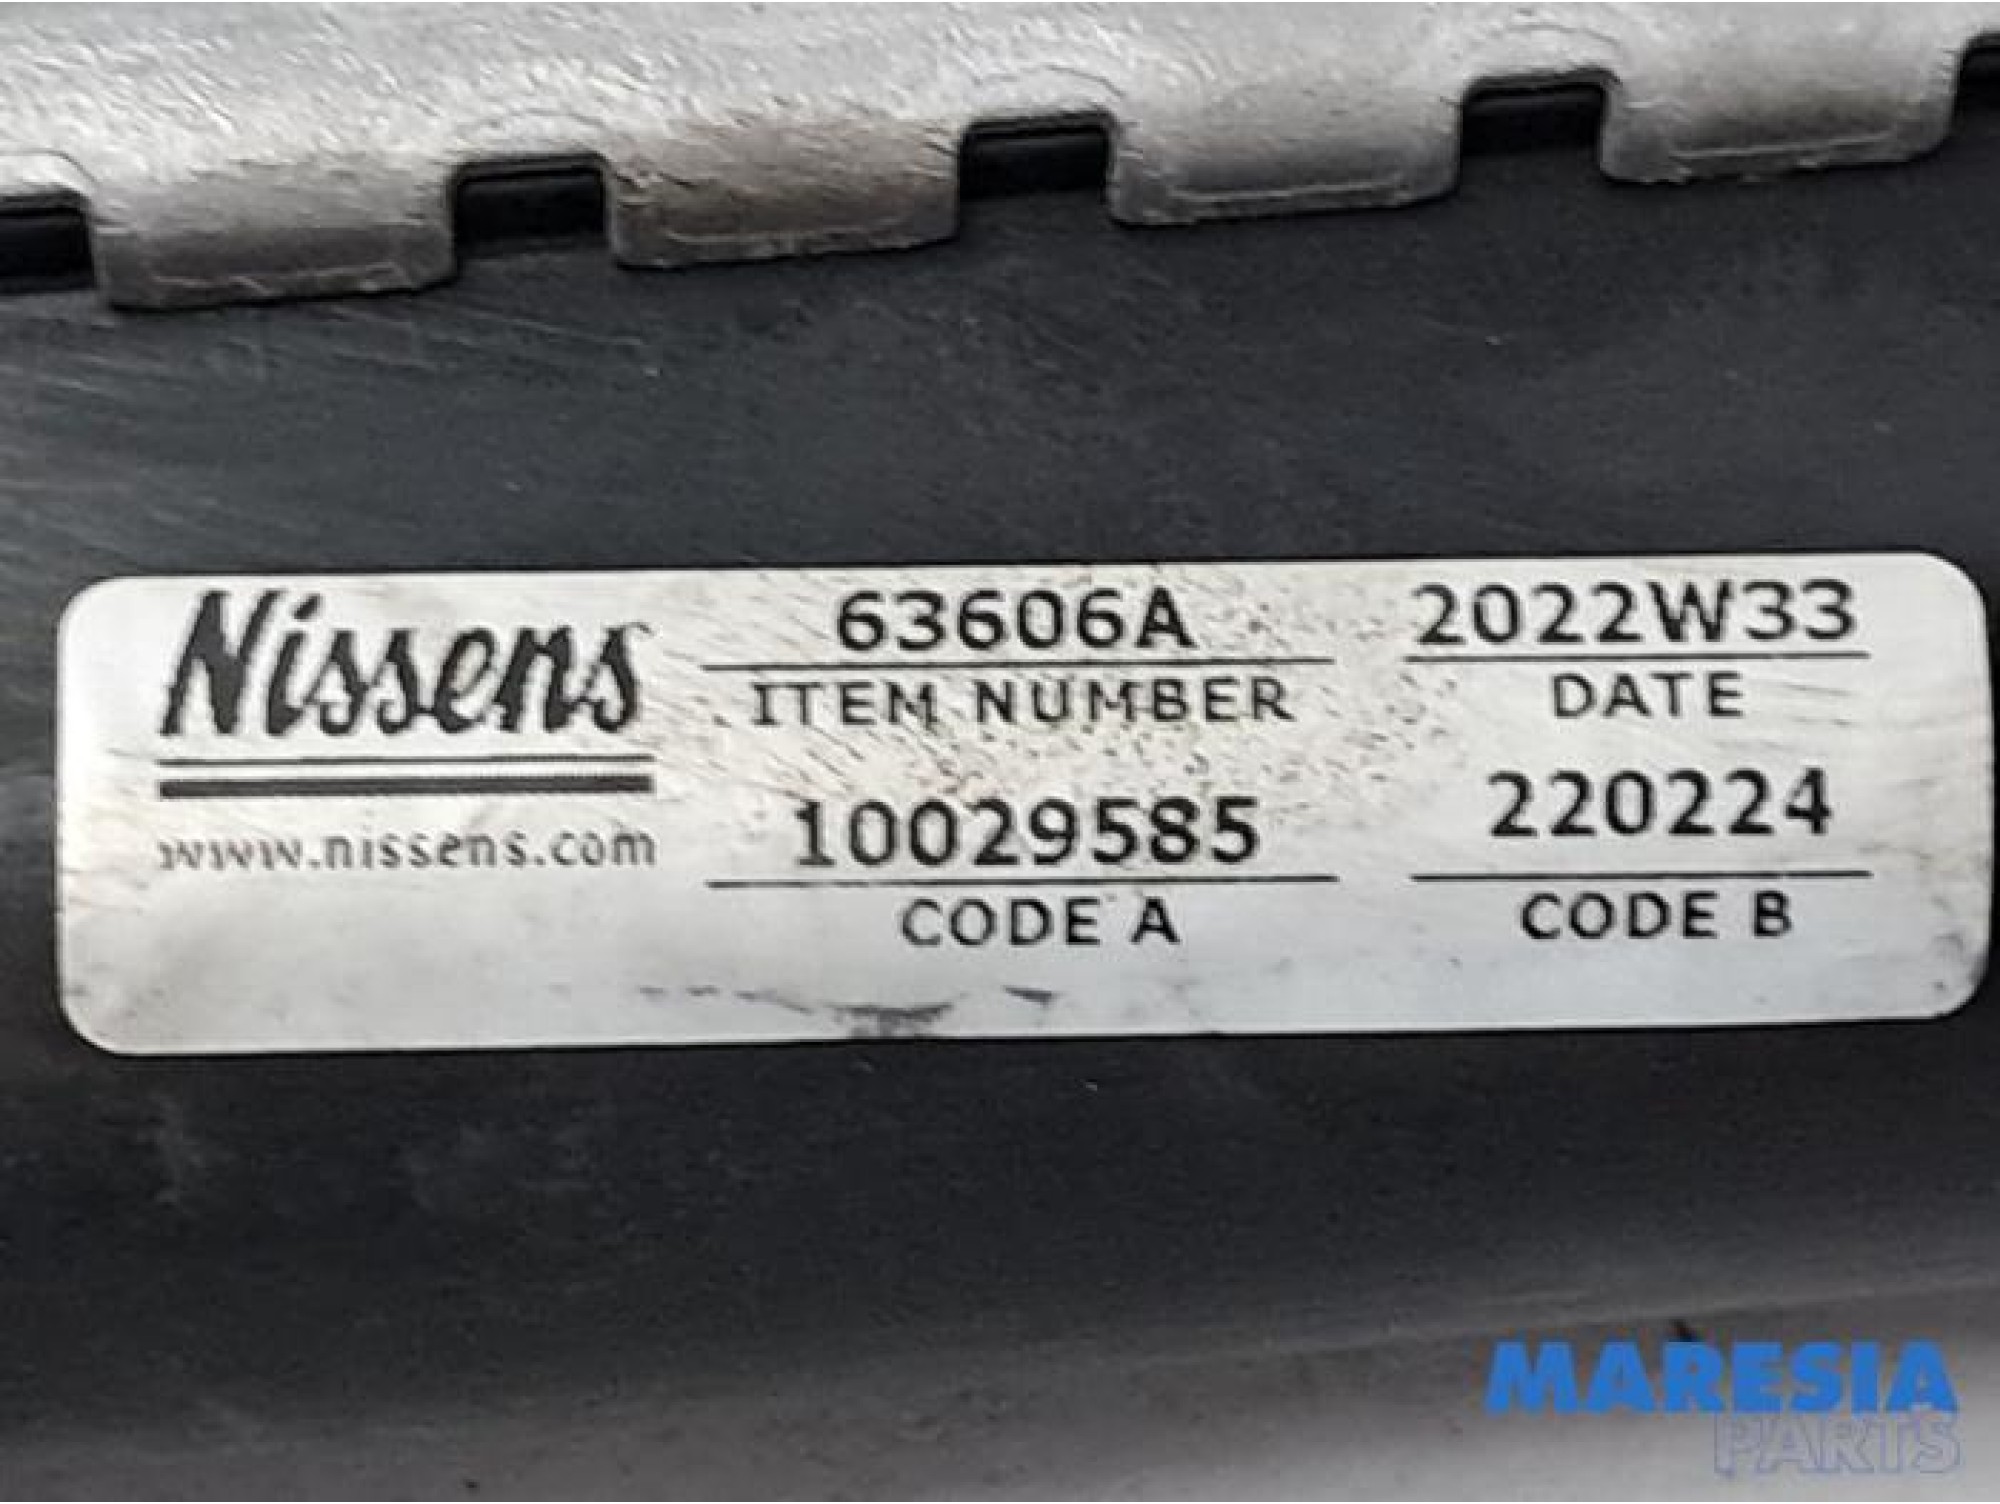 Nissens
www.nissens.com
63606A
ITEM NUMBER
2022W33
DATE
10029585
CODE A
220224
CODE B
MARESIA
PARTS